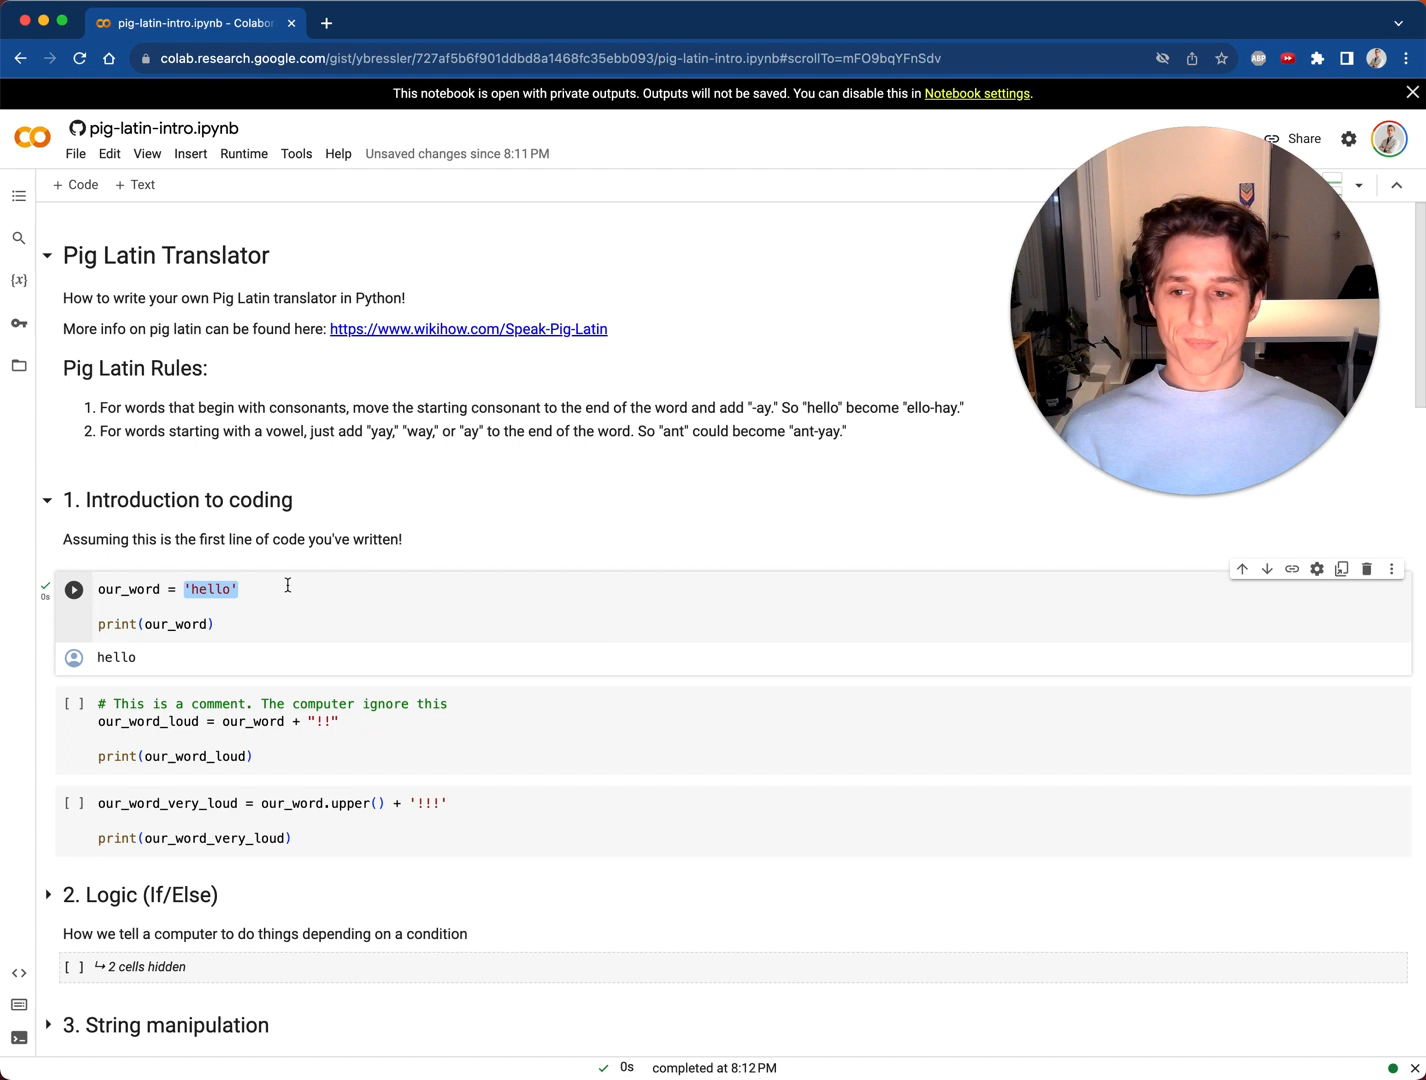 pig-latin-intro.ipynb - Colabor
colab.research.google.com/gist/ybressler/727af5b6f901ddbd8a1468fc35ebb093/pig-latin-intro.ipynb#scrollTo=mFO9bqYFnSdv
ABP
This notebook is open with private outputs. Outputs will not be saved. You can disable this in Notebook settings.
pig-latin-intro.ipynb
File Edit View Insert Runtime Tools Help Unsaved changes since 8:11 PM
Share
+ Code + Text
Pig Latin Translator
How to write your own Pig Latin translator in Python!
More info on pig latin can be found here: https://www.wikihow.com/Speak-Pig-Latin
Pig Latin Rules:
1. For words that begin with consonants, move the starting consonant to the end of the word and add "-ay." So "hello" become "ello-hay."
2. For words starting with a vowel, just add "yay," "way," or "ay" to the end of the word. So "ant" could become "ant-yay."
1. Introduction to coding
Assuming this is the first line of code you've written!
our_word = 'hello'
0s
print(our_word)
hello
[ ] # This is a comment. The computer ignore this
our_word_loud = our_word + "!!"
print(our_word_loud)
[ ] our_word_very_loud = our_word.upper() + '!!!'
print(our_word_very_loud)
2. Logic (If/Else)
How we tell a computer to do things depending on a condition
[ ] ↳ 2 cells hidden
3. String manipulation
✓ 0s completed at 8:12 PM